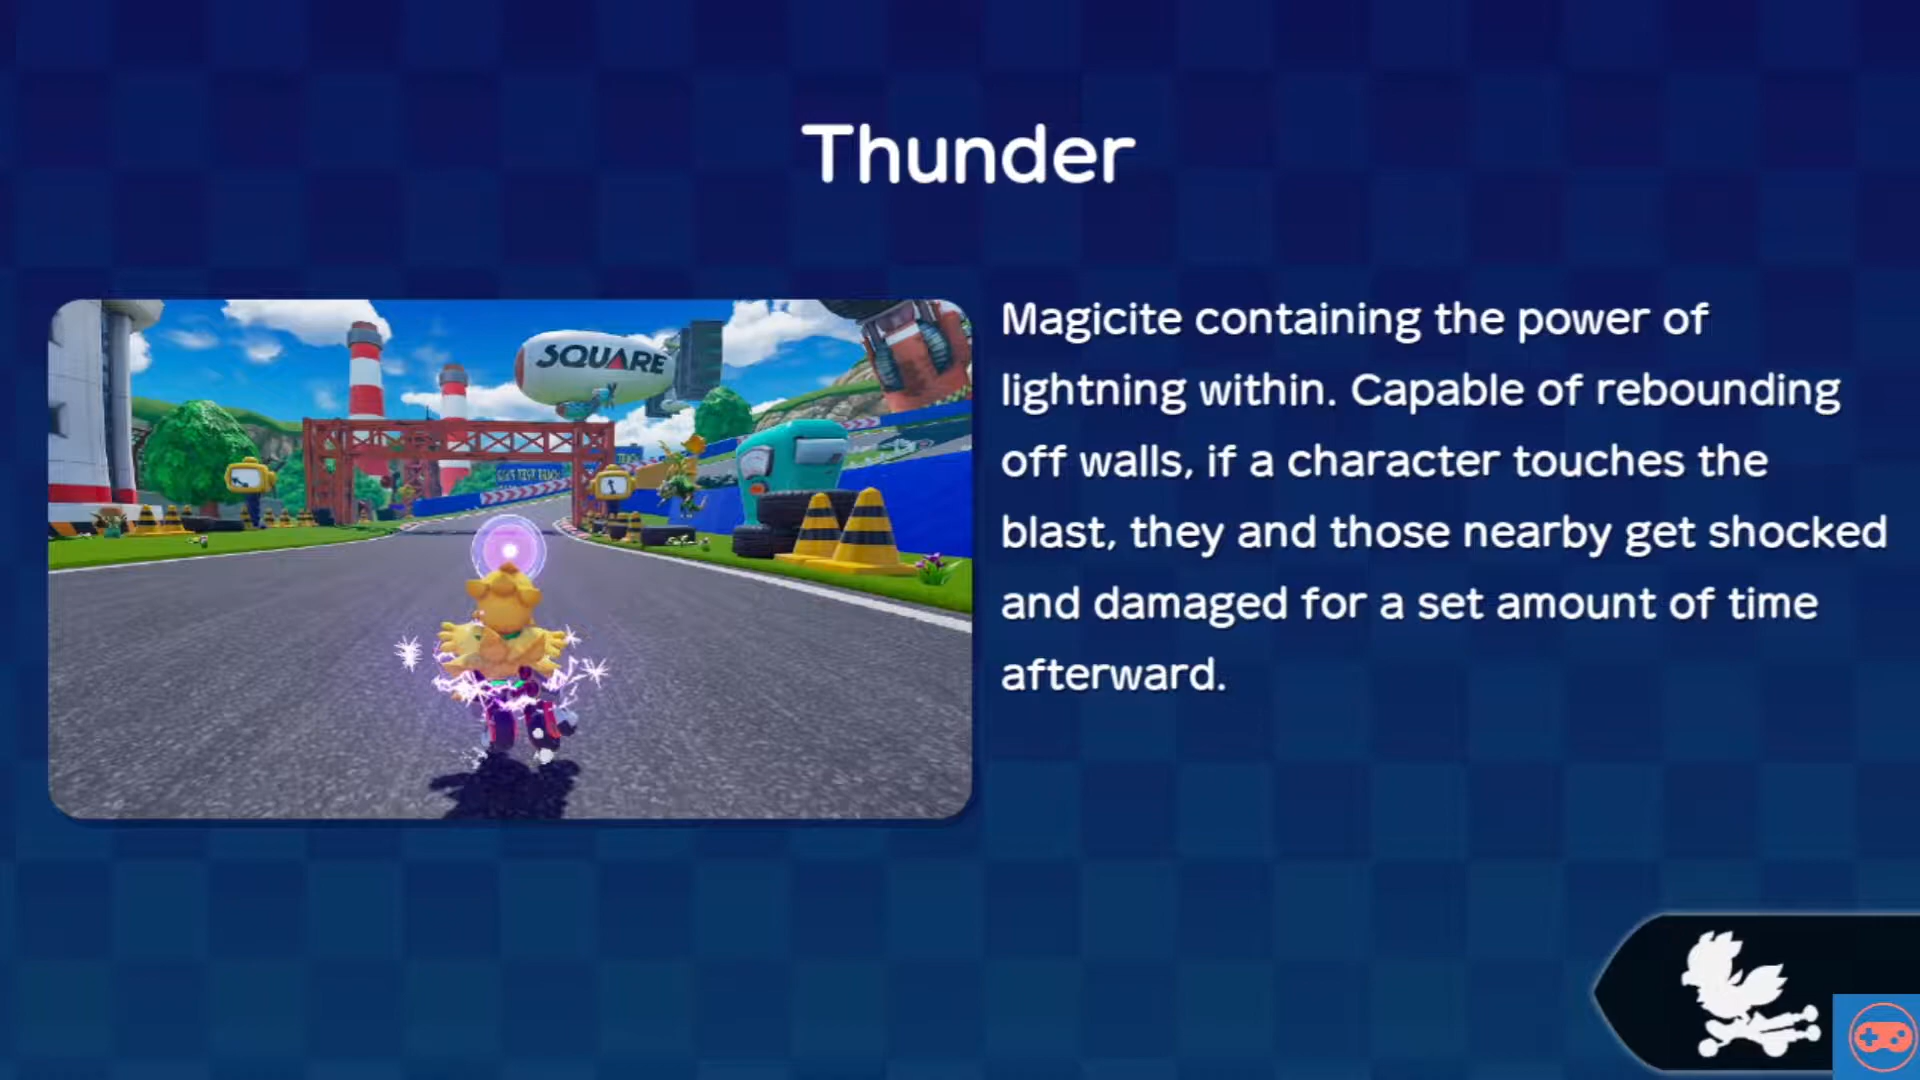 Thunder
SQUARE
Magicite containing the power of
lightning within. Capable of rebounding
off walls, if a character touches the
blast, they and those nearby get shocked
and damaged for a set amount of time
afterward.